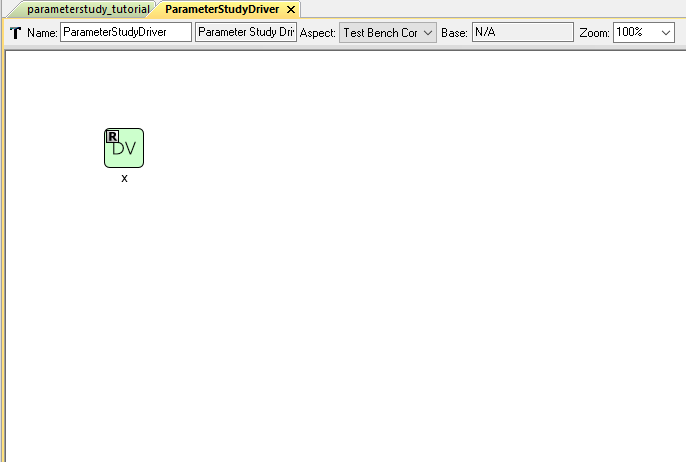 parameterstudy_tutorial ParameterStudyDriver
T Name: ParameterStudyDriver Parameter Study Dri Aspect: Test Bench Cor Base: N/A Zoom: 100%
R
DV
x